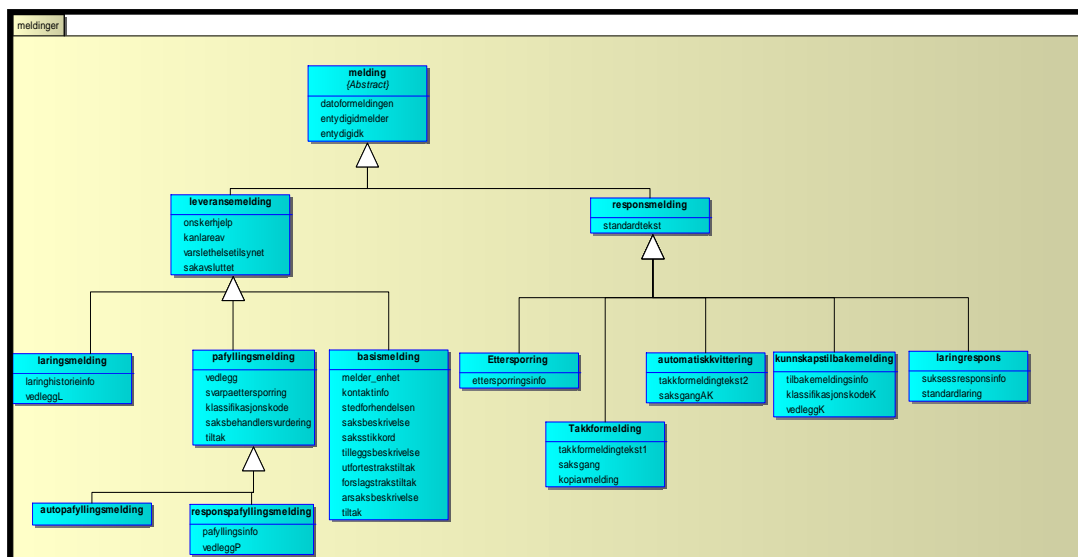 meldinger
melding
{Abstract}
datoformeldingen
entydigidmelder
entydigidk
leveransemelding
onskerhjelp
kanlareav
varslethelsetilsynet
sakavsluttet
responsmelding
standardtekst
laringsmelding
laringhistorieinfo
vedleggL
pafyllingsmelding
vedlegg
svarpaettersporring
klassifikasjonskode
saksbehandlersvurdering
tiltak
basismelding
melder_enhet
kontaktinfo
stedforhendelsen
saksbeskrivelse
saksstikkord
tilleggsbeskrivelse
utfortestrakstiltak
forslagstrakstiltak
arsaksbeskrivelse
tiltak
Ettersporring
ettersporringsinfo
automatiskkvittering
takkformeldingtekst2
saksgangAK
kunnskapstilbakemelding
tilbakemeldingsinfo
klassifikasjonskodeK
vedleggK
laringrespons
suksessresponsinfo
standardlaring
Takkformelding
takkformeldingtekst1
saksgang
kopiavmelding
autopafyllingsmelding
responspafyllingsmelding
pafyllingsinfo
vedleggP